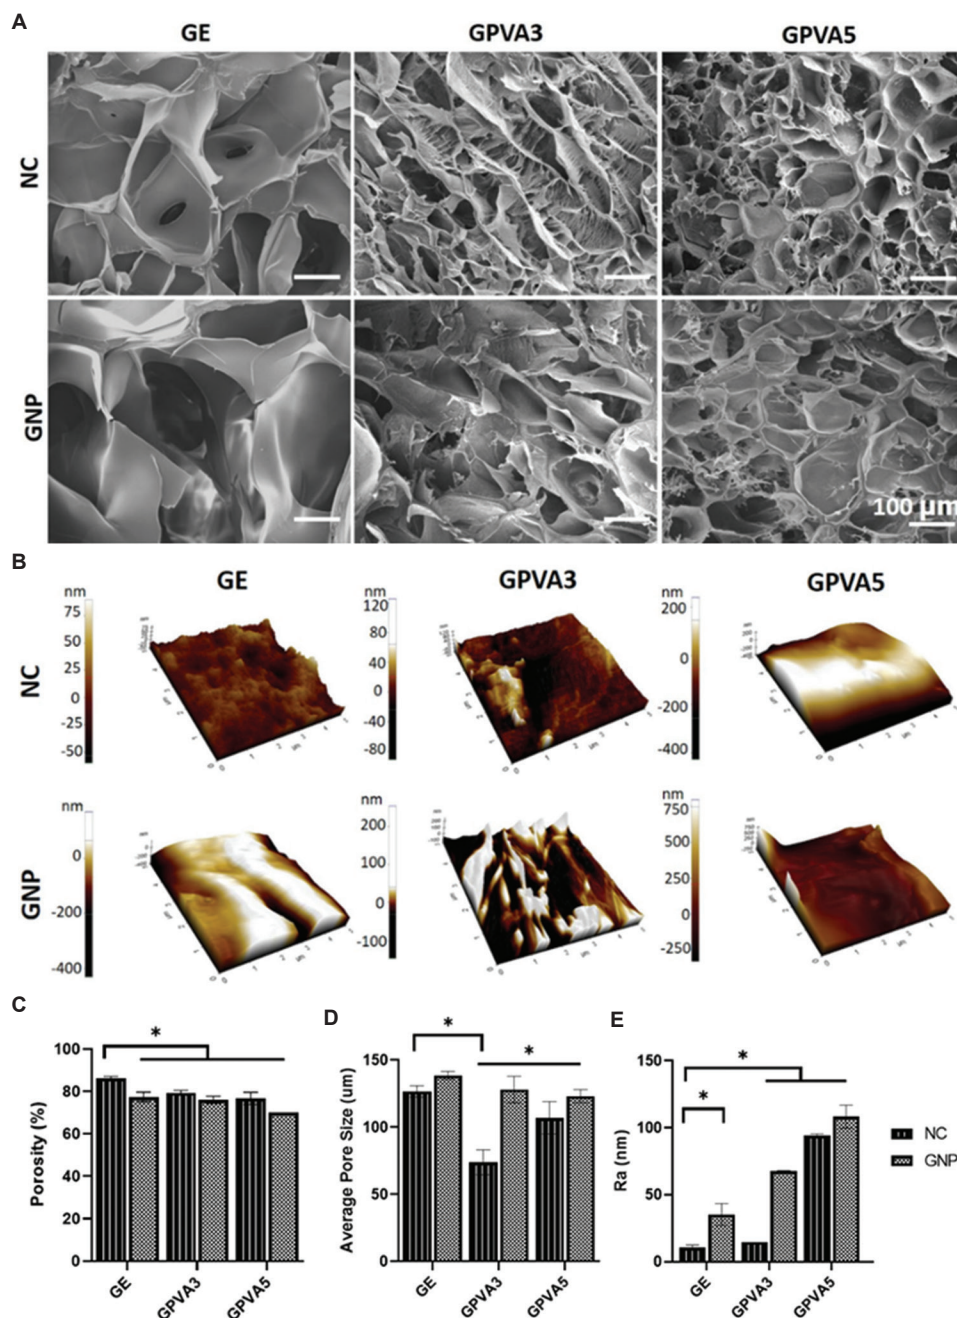 A
GE
GPVA3
GPVA5
NC
GNP
100 µm
B
GE
GPVA3
GPVA5
NC
nm
75
50
25
0
-25
-50
nm
120
80
40
0
-40
-80
nm
200
0
-200
-400
GNP
nm
0
-200
-400
nm
200
100
0
-100
nm
750
500
250
0
-250
C
*
Porosity (%)
100
80
60
40
20
0
GE
GPVA3
GPVA5
D
*
*
Average Pore Size (um)
150
100
50
0
GE
GPVA3
GPVA5
E
*
*
Ra (nm)
150
100
50
0
GE
GPVA3
GPVA5
NC
GNP